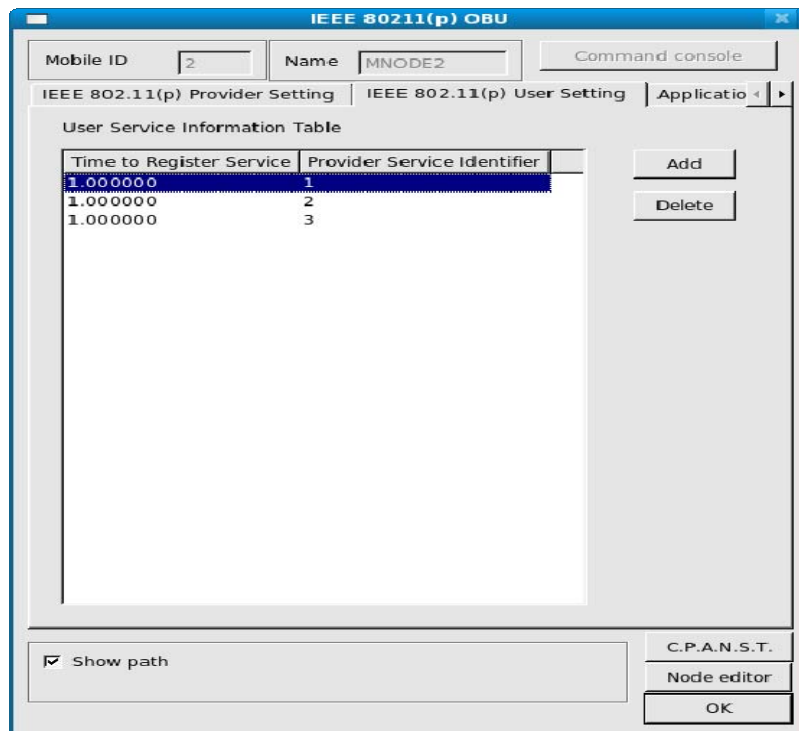 IEEE 80211(p) OBU
Mobile ID 2 Name MNODE2 Command console
IEEE 802.11(p) Provider Setting IEEE 802.11(p) User Setting Applicatio
User Service Information Table
Time to Register Service Provider Service Identifier
1.000000 1
1.000000 2
1.000000 3
Add
Delete
Show path
C.P.A.N.S.T.
Node editor
OK